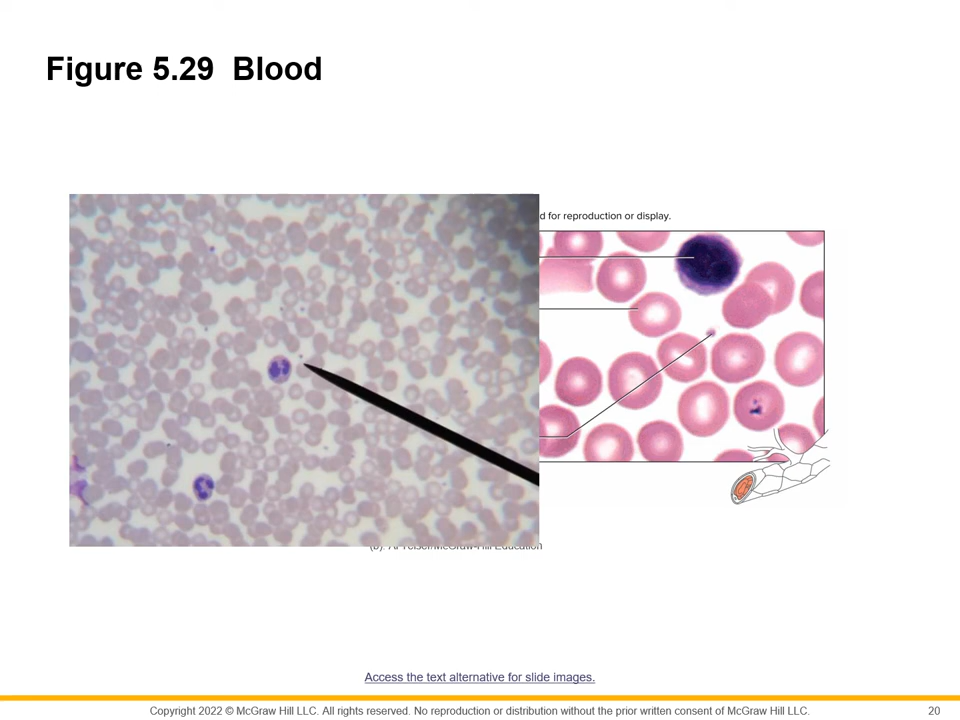 Figure 5.29 Blood
d for reproduction or display.
(b): Al Telser/McGraw-Hill Education
Access the text alternative for slide images.
Copyright 2022 © McGraw Hill LLC. All rights reserved. No reproduction or distribution without the prior written consent of McGraw Hill LLC.
20